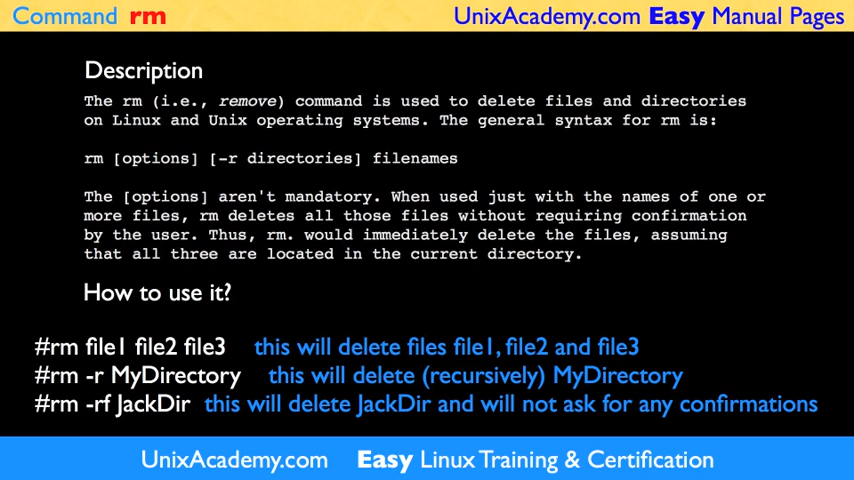 Command rm
UnixAcademy.com Easy Manual Pages
Description
The rm (i.e., remove) command is used to delete files and directories
on Linux and Unix operating systems. The general syntax for rm is:
rm [options] [-r directories] filenames
The [options] aren't mandatory. When used just with the names of one or
more files, rm deletes all those files without requiring confirmation
by the user. Thus, rm. would immediately delete the files, assuming
that all three are located in the current directory.
How to use it?
#rm file1 file2 file3 this will delete files file1, file2 and file3
#rm -r MyDirectory this will delete (recursively) MyDirectory
#rm -rf JackDir this will delete JackDir and will not ask for any confirmations
UnixAcademy.com Easy Linux Training & Certification